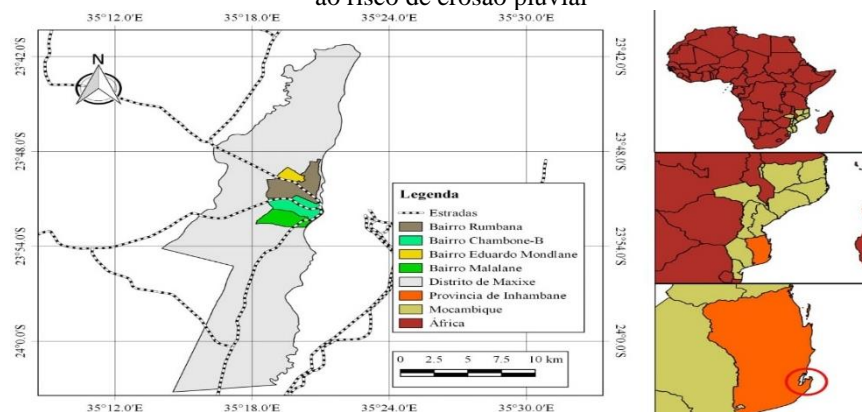 ao risco de erosão pluvial
35°12.0'E 35°18.0'E 35°24.0'E 35°30.0'E
N
23°42.0'S 23°42.0'S
23°48.0'S 23°48.0'S
23°54.0'S 23°54.0'S
24°0.0'S 24°0.0'S
Legenda
Estradas
Bairro Rumbana
Bairro Chambone-B
Bairro Eduardo Mondlane
Bairro Malalane
Distrito de Maxixe
Provincia de Inhambane
Mocambique
África
0 2.5 5 7.5 10 km
35°12.0'E 35°18.0'E 35°24.0'E 35°30.0'E